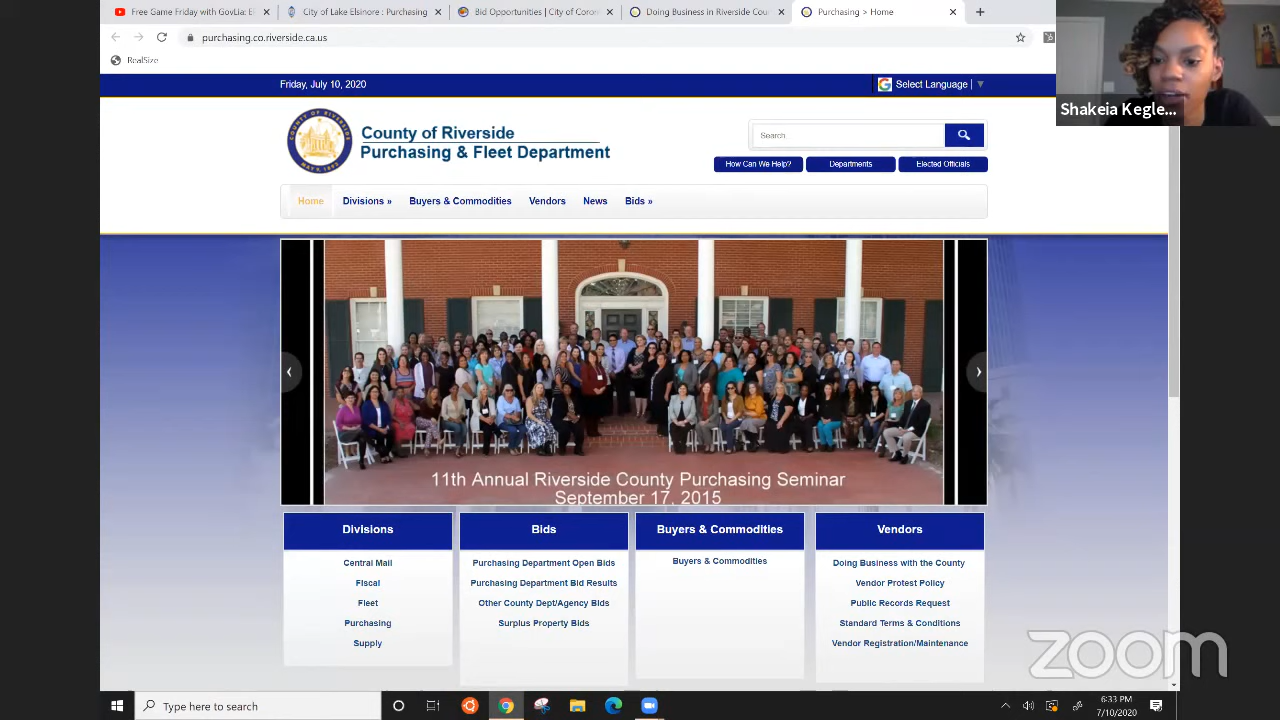 Free Game Friday with GovLia: E
City of Lake Elsinore : Purchasing
Bid Opportunities | City of Coron
Doing Business in Riverside Coun
Purchasing > Home
purchasing.co.riverside.ca.us
RealSize
Shakeia Kegle...
Friday, July 10, 2020
Select Language
County of Riverside
Purchasing & Fleet Department
Search
How Can We Help?
Departments
Elected Officials
Home
Divisions »
Buyers & Commodities
Vendors
News
Bids »
11th Annual Riverside County Purchasing Seminar
September 17, 2015
Divisions
Central Mail
Fiscal
Fleet
Purchasing
Supply
Bids
Purchasing Department Open Bids
Purchasing Department Bid Results
Other County Dept/Agency Bids
Surplus Property Bids
Buyers & Commodities
Buyers & Commodities
Vendors
Doing Business with the County
Vendor Protest Policy
Public Records Request
Standard Terms & Conditions
Vendor Registration/Maintenance
zoom
Type here to search
6:33 PM
7/10/2020